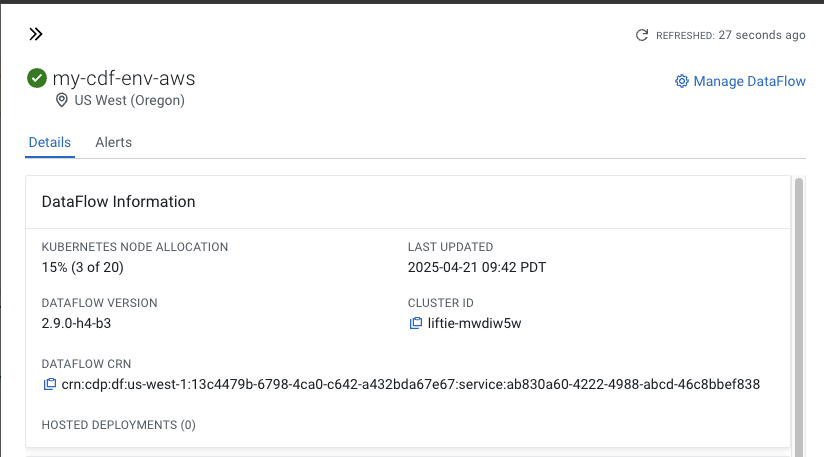 REFRESHED: 27 seconds ago
my-cdf-env-aws
US West (Oregon)
Manage DataFlow
Details Alerts
DataFlow Information
KUBERNETES NODE ALLOCATION
15% (3 of 20)
LAST UPDATED
2025-04-21 09:42 PDT
DATAFLOW VERSION
2.9.0-h4-b3
CLUSTER ID
liftie-mwdiw5w
DATAFLOW CRN
crn:cdp:df:us-west-1:13c4479b-6798-4ca0-c642-a432bda67e67:service:ab830a60-4222-4988-abcd-46c8bbef838
HOSTED DEPLOYMENTS (0)